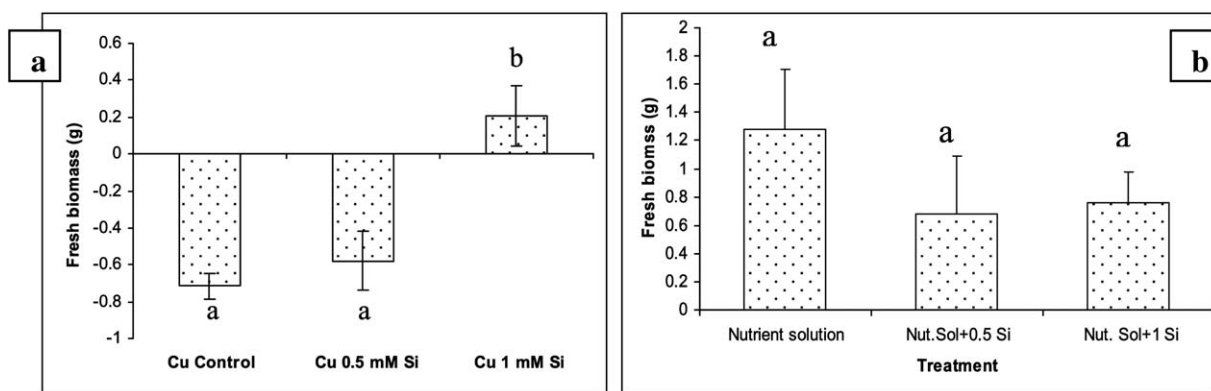 a
Fresh biomass (g)
0.6
0.4
0.2
0
-0.2
-0.4
-0.6
-0.8
-1
a
a
b
Cu Control
Cu 0.5 mM Si
Cu 1 mM Si
b
Fresh biomss (g)
2
1.8
1.6
1.4
1.2
1
0.8
0.6
0.4
0.2
0
a
a
a
Nutrient solution
Nut.Sol+0.5 Si
Nut. Sol+1 Si
Treatment